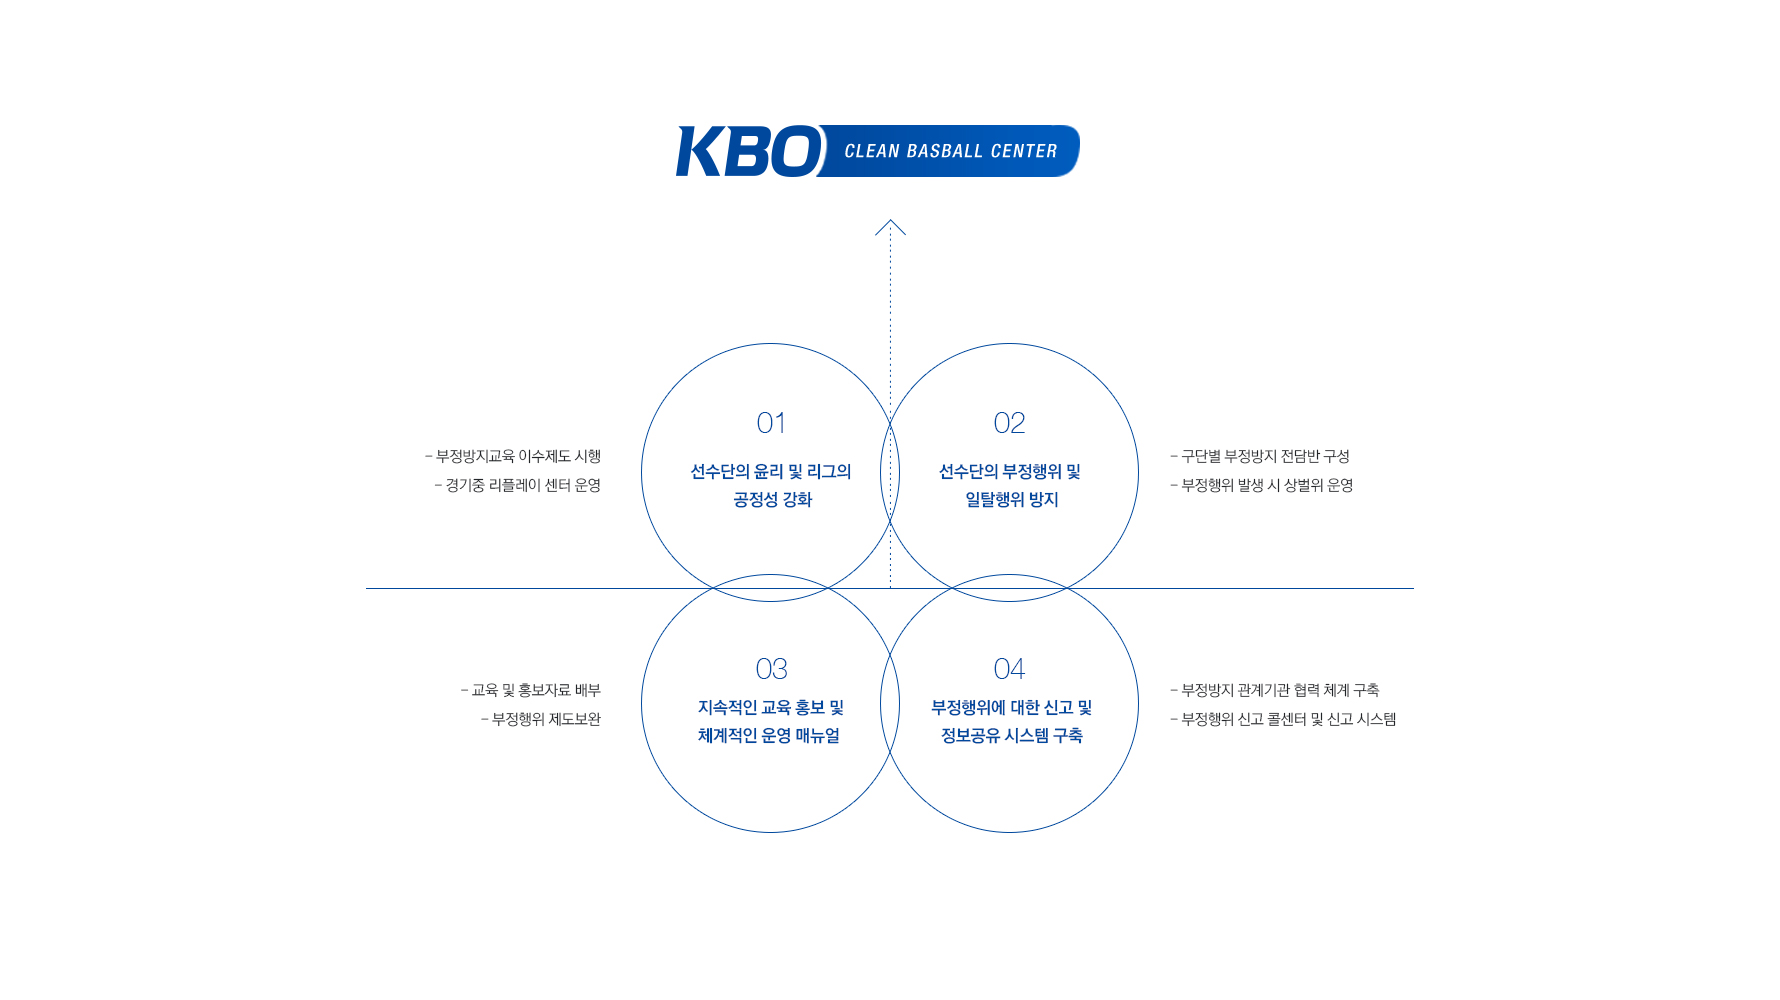 KBO CLEAN BASBALL CENTER
01
선수단의 윤리 및 리그의
공정성 강화
- 부정방지교육 이수제도 시행
- 경기중 리플레이 센터 운영
02
선수단의 부정행위 및
일탈행위 방지
- 구단별 부정방지 전담반 구성
- 부정행위 발생 시 상벌위 운영
03
지속적인 교육 홍보 및
체계적인 운영 매뉴얼
- 교육 및 홍보자료 배부
- 부정행위 제도보완
04
부정행위에 대한 신고 및
정보공유 시스템 구축
- 부정방지 관계기관 협력 체계 구축
- 부정행위 신고 콜센터 및 신고 시스템